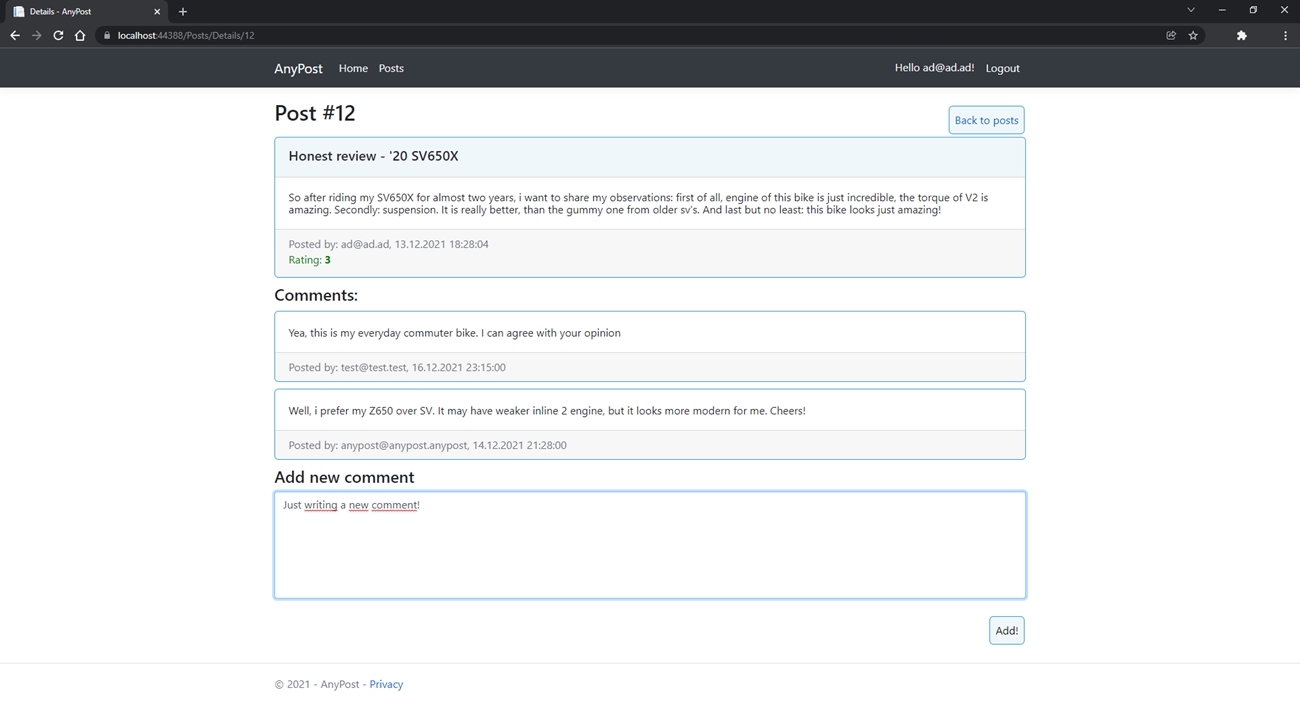 Details - AnyPost
localhost:44388/Posts/Details/12
AnyPost Home Posts Hello ad@ad.ad! Logout
Post #12
Back to posts
Honest review - '20 SV650X
So after riding my SV650X for almost two years, i want to share my observations: first of all, engine of this bike is just incredible, the torque of V2 is
amazing. Secondly: suspension. It is really better, than the gummy one from older sv's. And last but no least: this bike looks just amazing!
Posted by: ad@ad.ad, 13.12.2021 18:28:04
Rating: 3
Comments:
Yea, this is my everyday commuter bike. I can agree with your opinion
Posted by: test@test.test, 16.12.2021 23:15:00
Well, i prefer my Z650 over SV. It may have weaker inline 2 engine, but it looks more modern for me. Cheers!
Posted by: anypost@anypost.anypost, 14.12.2021 21:28:00
Add new comment
Just writing a new comment!
Add!
© 2021 - AnyPost - Privacy